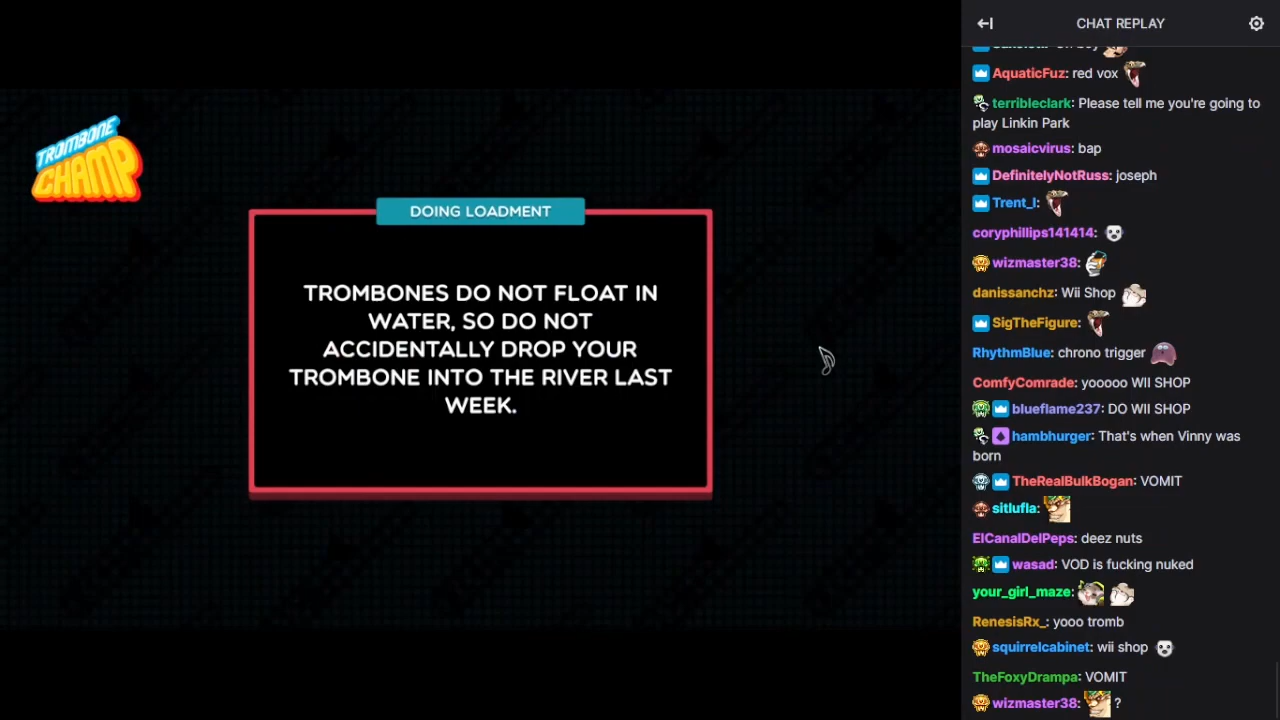 TROMBONE
CHAMP
DOING LOADMENT
TROMBONES DO NOT FLOAT IN
WATER, SO DO NOT
ACCIDENTALLY DROP YOUR
TROMBONE INTO THE RIVER LAST
WEEK.
CHAT REPLAY
AquaticFuz: red vox
terribleclark: Please tell me you're going to
play Linkin Park
mosaicvirus: bap
DefinitelyNotRuss: joseph
Trent_I:
coryphillips141414:
wizmaster38:
danissanchz: Wii Shop
SigTheFigure:
RhythmBlue: chrono trigger
ComfyComrade: yooooo WII SHOP
blueflame237: DO WII SHOP
hambhurger: That's when Vinny was
born
TheRealBulkBogan: VOMIT
sitlufla:
ElCanalDelPeps: deez nuts
wasad: VOD is fucking nuked
your_girl_maze:
RenesisRx_: yooo tromb
squirrelcabinet: wii shop
TheFoxyDrampa: VOMIT
wizmaster38: ?